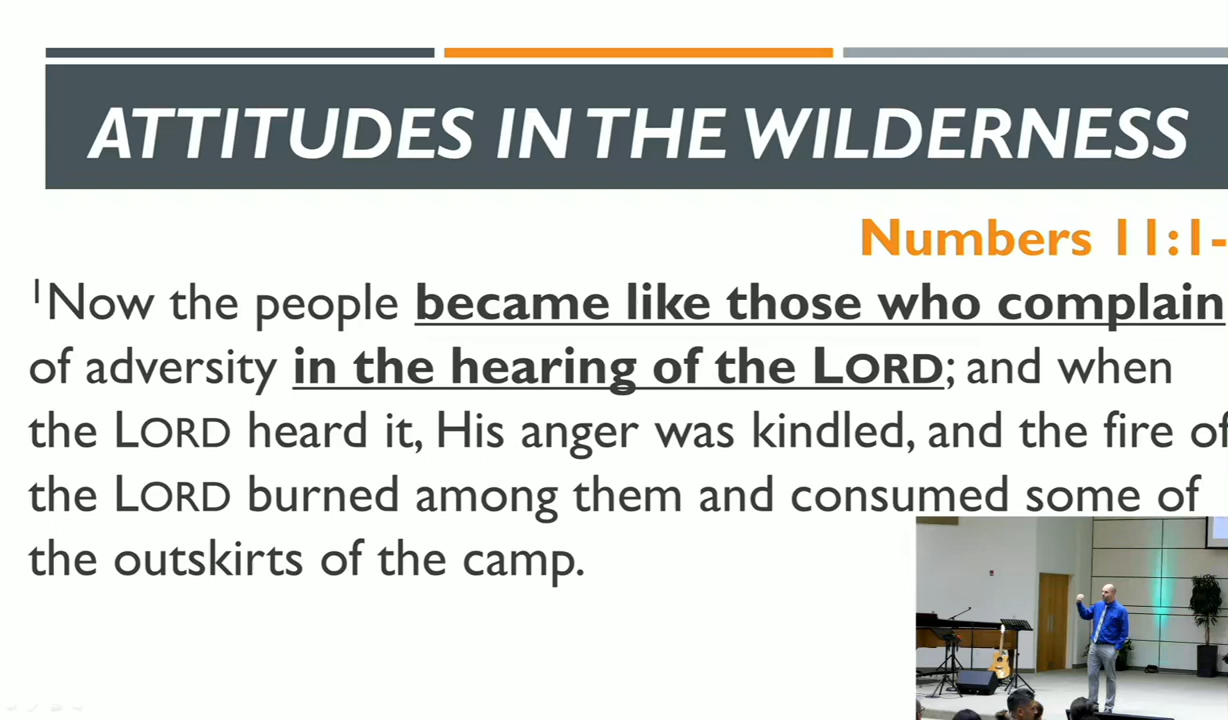 ATTITUDES IN THE WILDERNESS
Numbers 11:1-
1Now the people became like those who complain
of adversity in the hearing of the LORD; and when
the LORD heard it, His anger was kindled, and the fire of
the LORD burned among them and consumed some of
the outskirts of the camp.